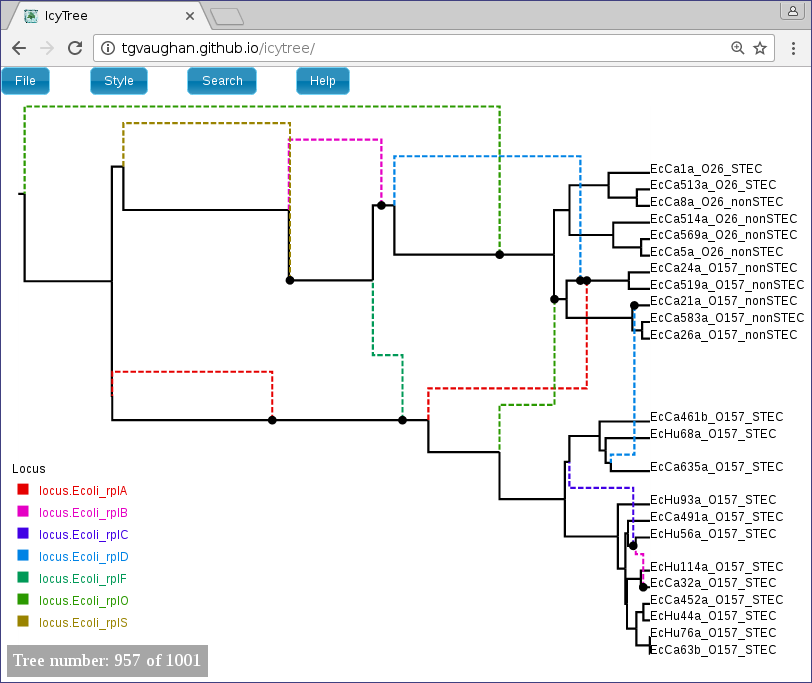 IcyTree
tgvaughan.github.io/icytree/
File
Style
Search
Help
EcCa1a_O26_STEC
EcCa513a_O26_STEC
EcCa8a_O26_nonSTEC
EcCa514a_O26_nonSTEC
EcCa569a_O26_nonSTEC
EcCa5a_O26_nonSTEC
EcCa24a_O157_nonSTEC
EcCa519a_O157_nonSTEC
EcCa21a_O157_nonSTEC
EcCa583a_O157_nonSTEC
EcCa26a_O157_nonSTEC
EcCa461b_O157_STEC
EcHu68a_O157_STEC
EcCa635a_O157_STEC
EcHu93a_O157_STEC
EcCa491a_O157_STEC
EcHu56a_O157_STEC
EcHu114a_O157_STEC
EcCa32a_O157_STEC
EcCa452a_O157_STEC
EcHu44a_O157_STEC
EcHu76a_O157_STEC
EcCa63b_O157_STEC
Locus
locus.Ecoli_rplA
locus.Ecoli_rplB
locus.Ecoli_rplC
locus.Ecoli_rplD
locus.Ecoli_rplF
locus.Ecoli_rplO
locus.Ecoli_rplS
Tree number: 957 of 1001